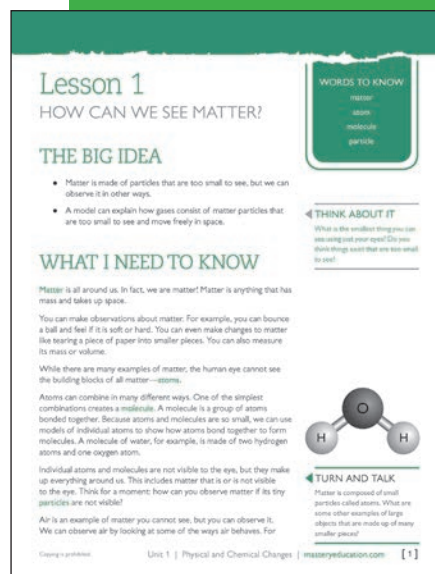 Lesson 1
HOW CAN WE SEE MATTER?
THE BIG IDEA
• Matter is made of particles that are too small to see, but we can
observe it in other ways.
• A model can explain how gases consist of matter particles that
are too small to see and move freely in space.
WHAT I NEED TO KNOW
Matter is all around us. In fact, we are matter! Matter is anything that has
mass and takes up space.
You can make observations about matter. For example, you can bounce
a ball and feel if it is soft or hard. You can even make changes to matter
like tearing a piece of paper into smaller pieces. You can also measure
its mass or volume.
While there are many examples of matter, the human eye cannot see
the building blocks of all matter—atoms.
Atoms can combine in many different ways. One of the simplest
combinations creates a molecule. A molecule is a group of atoms
bonded together. Because atoms and molecules are so small, we can use
models of individual atoms to show how atoms bond together to form
molecules. A molecule of water, for example, is made of two hydrogen
atoms and one oxygen atom.
Individual atoms and molecules are not visible to the eye, but they make
up everything around us. This includes matter that is or is not visible
to the eye. Think for a moment: how can you observe matter if its tiny
particles are not visible?
Air is an example of matter you cannot see, but you can observe it.
We can observe air by looking at some of the ways air behaves. For
WORDS TO KNOW
matter
atom
molecule
particle
THINK ABOUT IT
What is the smallest thing you can
see using just your eyes? Do you
think things exist that are too small
to see?
O
H
H
TURN AND TALK
Matter is composed of small
particles called atoms. What are
some other examples of large
objects that are made up of many
smaller pieces?
Copying is prohibited.
Unit 1 | Physical and Chemical Changes | masteryeducation.com [1]